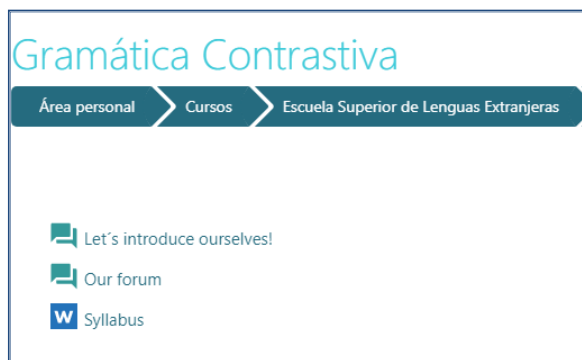 Gramática Contrastiva
Área personal Cursos Escuela Superior de Lenguas Extranjeras
Let´s introduce ourselves!
Our forum
W Syllabus